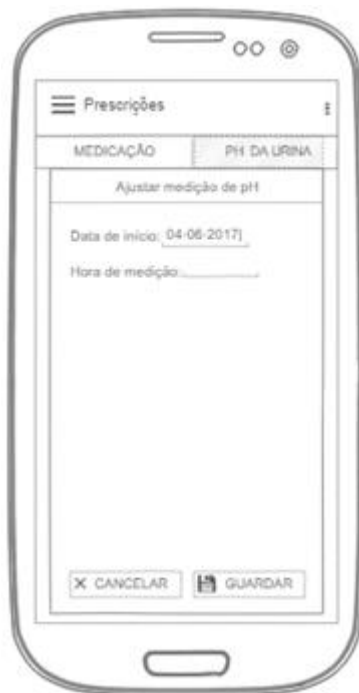 Prescrições
MEDICAÇÃO PH DA URINA
Ajustar medição de pH
Data de início: 04-06-2017
Hora de medição:
CANCELAR GUARDAR